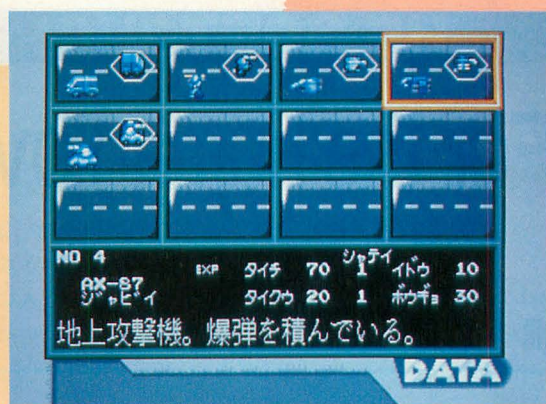 NO 4
シャテイ
EXP タイチ 70 1 イドウ 10
AX-87
ジャビイ タイクウ 20 1 ボウギョ 30
地上攻撃機。爆弾を積んでいる。
DATA